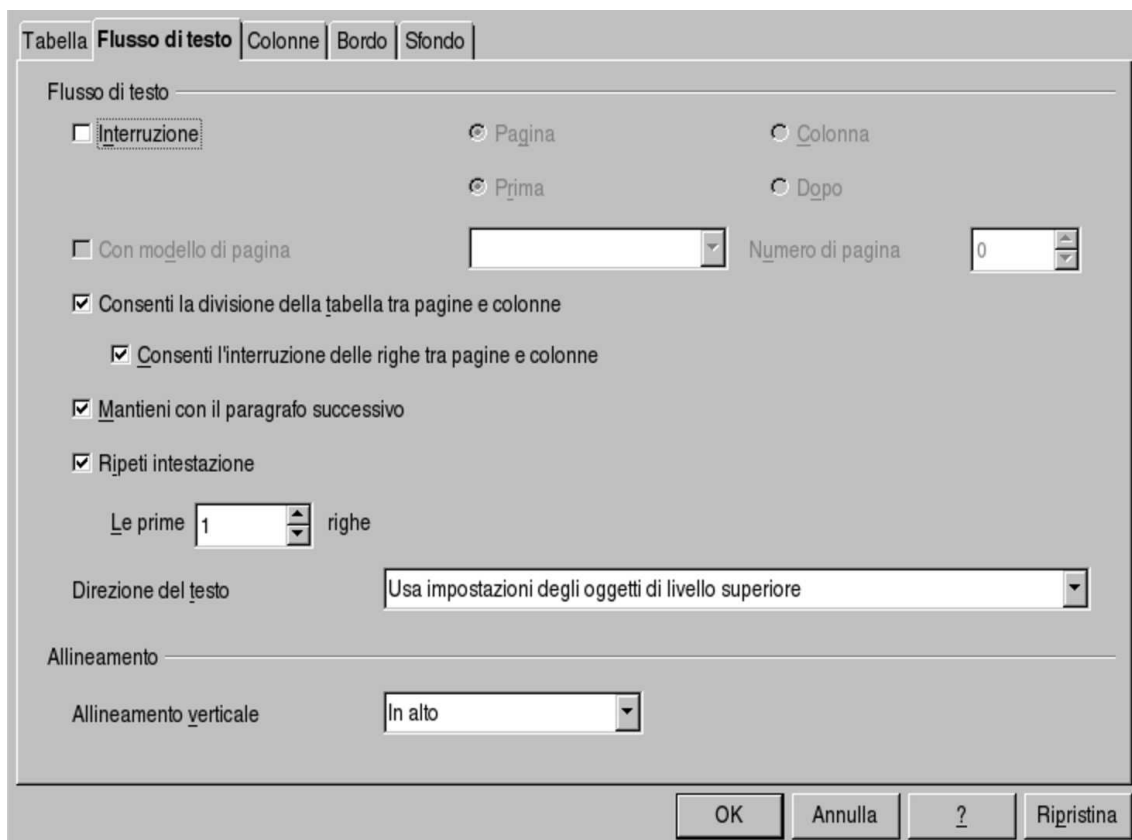 Tabella Flusso di testo Colonne Bordo Sfondo
Flusso di testo
Interruzione Pagina Colonna
Prima Dopo
Con modello di pagina Numero di pagina 0
Consenti la divisione della tabella tra pagine e colonne
Consenti l'interruzione delle righe tra pagine e colonne
Mantieni con il paragrafo successivo
Ripeti intestazione
Le prime 1 righe
Direzione del testo Usa impostazioni degli oggetti di livello superiore
Allineamento
Allineamento verticale In alto
OK Annulla ? Ripristina